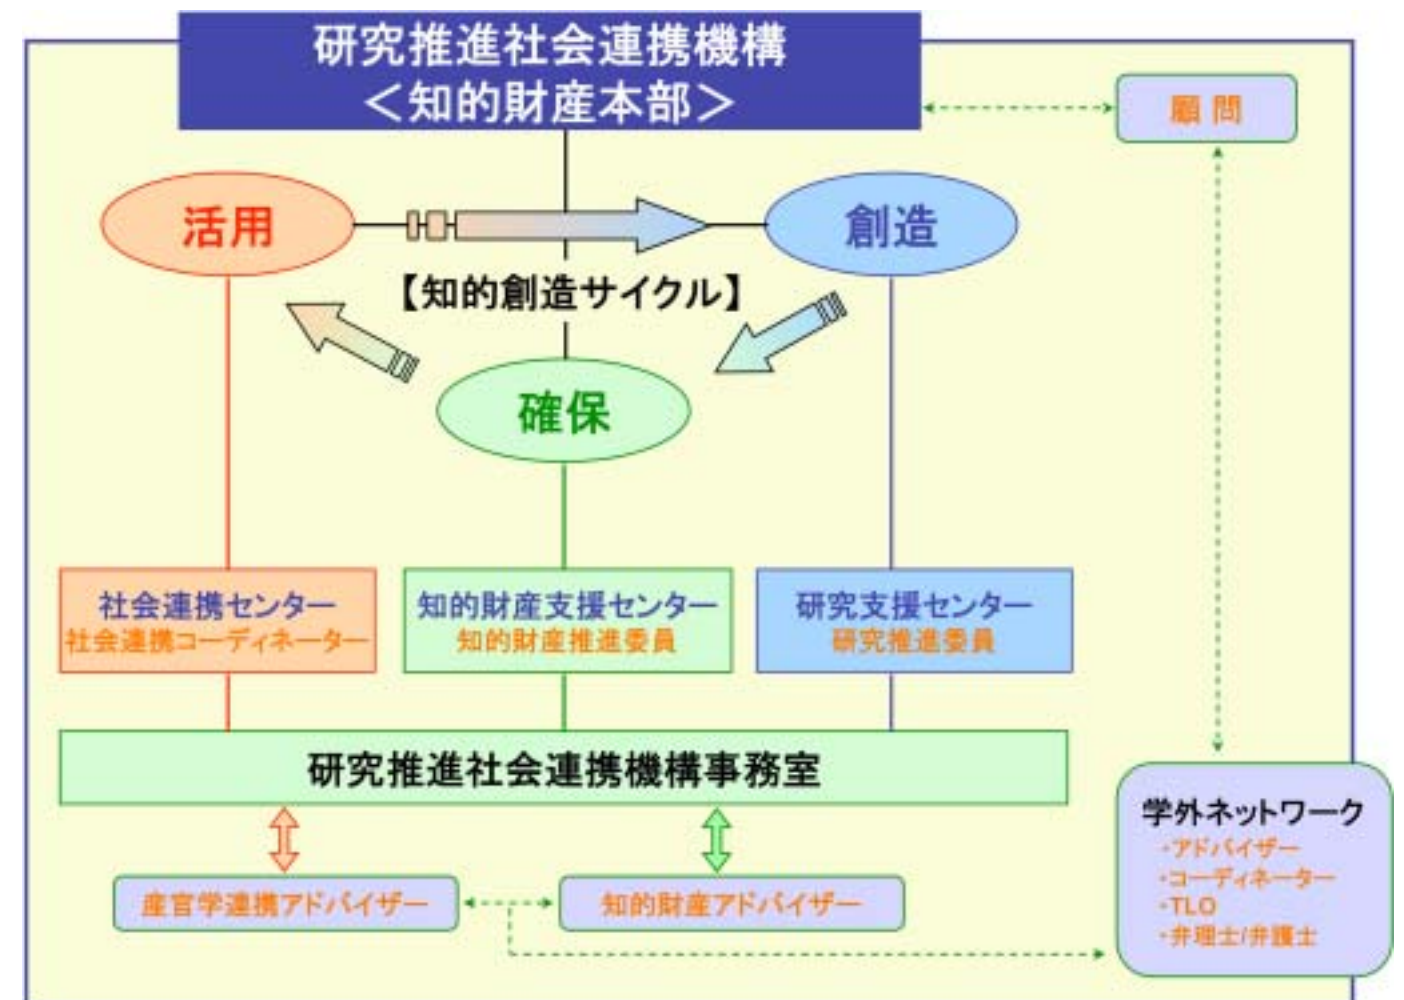 研究推進社会連携機構
＜知的財産本部＞
顧 問
活用
創造
【知的創造サイクル】
確保
社会連携センター
社会連携コーディネーター
知的財産支援センター
知的財産推進委員
研究支援センター
研究推進委員
研究推進社会連携機構事務室
学外ネットワーク
・アドバイザー
・コーディネーター
・TLO
・弁理士/弁護士
産官学連携アドバイザー
知的財産アドバイザー